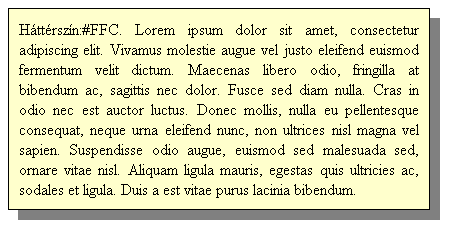 Háttérszín:#FFC. Lorem ipsum dolor sit amet, consectetur
adipiscing elit. Vivamus molestie augue vel justo eleifend euismod
fermentum velit dictum. Maecenas libero odio, fringilla at
bibendum ac, sagittis nec dolor. Fusce sed diam nulla. Cras in
odio nec est auctor luctus. Donec mollis, nulla eu pellentesque
consequat, neque urna eleifend nunc, non ultrices nisl magna vel
sapien. Suspendisse odio augue, euismod sed malesuada sed,
ornare vitae nisl. Aliquam ligula mauris, egestas quis ultricies ac,
sodales et ligula. Duis a est vitae purus lacinia bibendum.